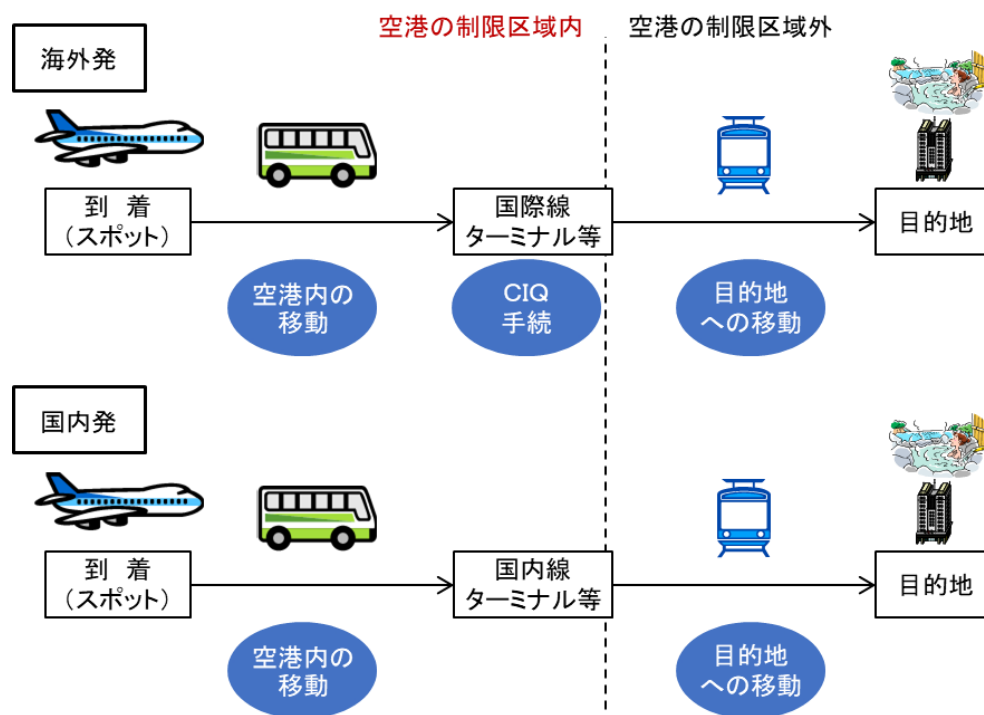 空港の制限区域内
空港の制限区域外
海外発
到 着
（スポット）
国際線
ターミナル等
目的地
空港内の
移動
CIQ
手続
目的地
への移動
国内発
到 着
（スポット）
国内線
ターミナル等
目的地
空港内の
移動
目的地
への移動